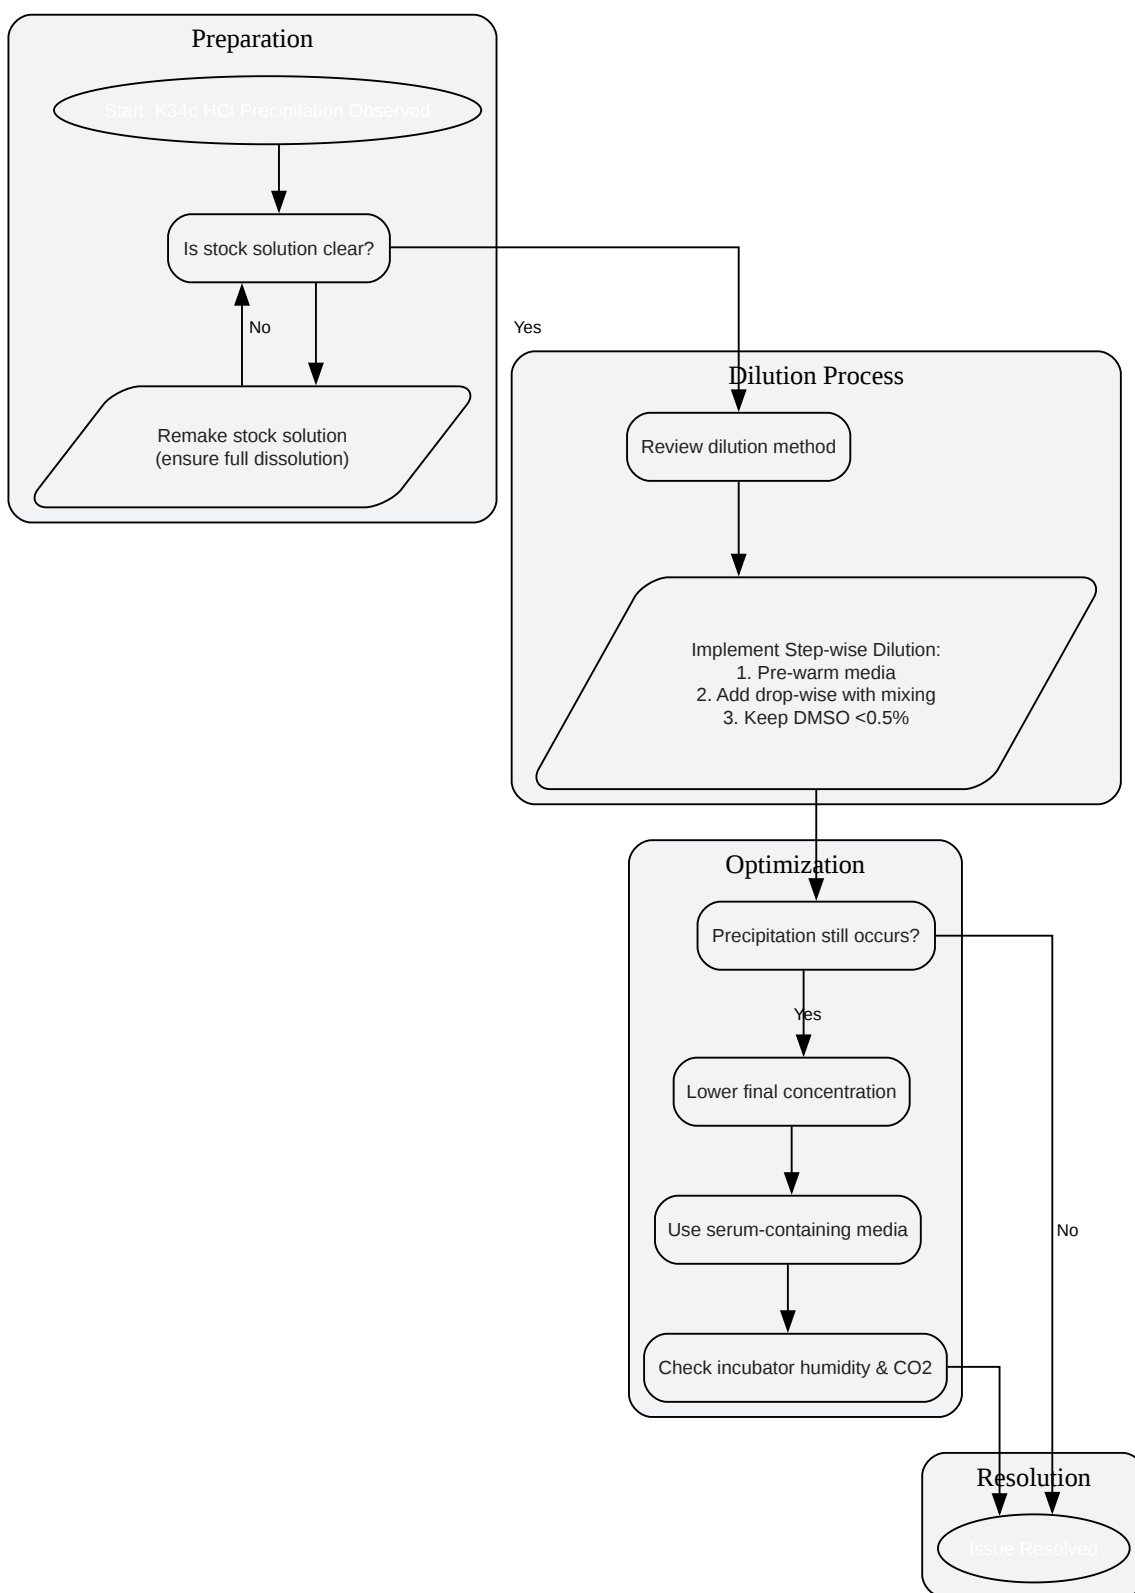 Preparation
Start: K34c HCl Precipitation Observed
Is stock solution clear?
No
Yes
Remake stock solution
(ensure full dissolution)
Dilution Process
Review dilution method
Implement Step-wise Dilution:
1. Pre-warm media
2. Add drop-wise with mixing
3. Keep DMSO <0.5%
Optimization
Precipitation still occurs?
Yes
Lower final concentration
Use serum-containing media
No
Check incubator humidity & CO2
Resolution
Issue Resolved